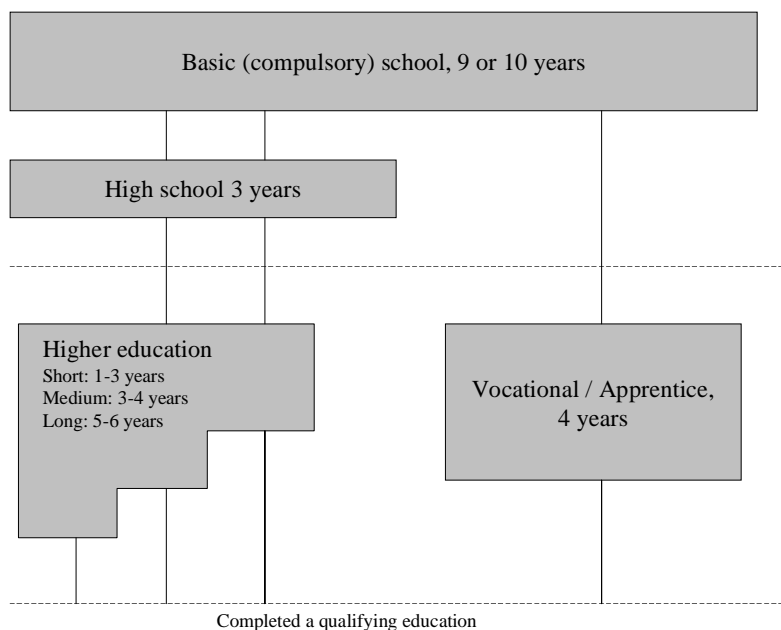 Basic (compulsory) school, 9 or 10 years
High school 3 years
Higher education
Short: 1-3 years
Medium: 3-4 years
Long: 5-6 years
Vocational / Apprentice,
4 years
Completed a qualifying education